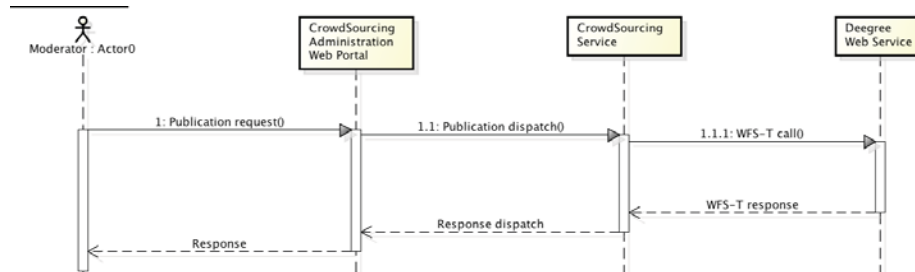 Moderator : Actor0
CrowdSourcing
Administration
Web Portal
CrowdSourcing
Service
Deegree
Web Service
1: Publication request()
1.1: Publication dispatch()
1.1.1: WFS-T call()
WFS-T response
Response dispatch
Response